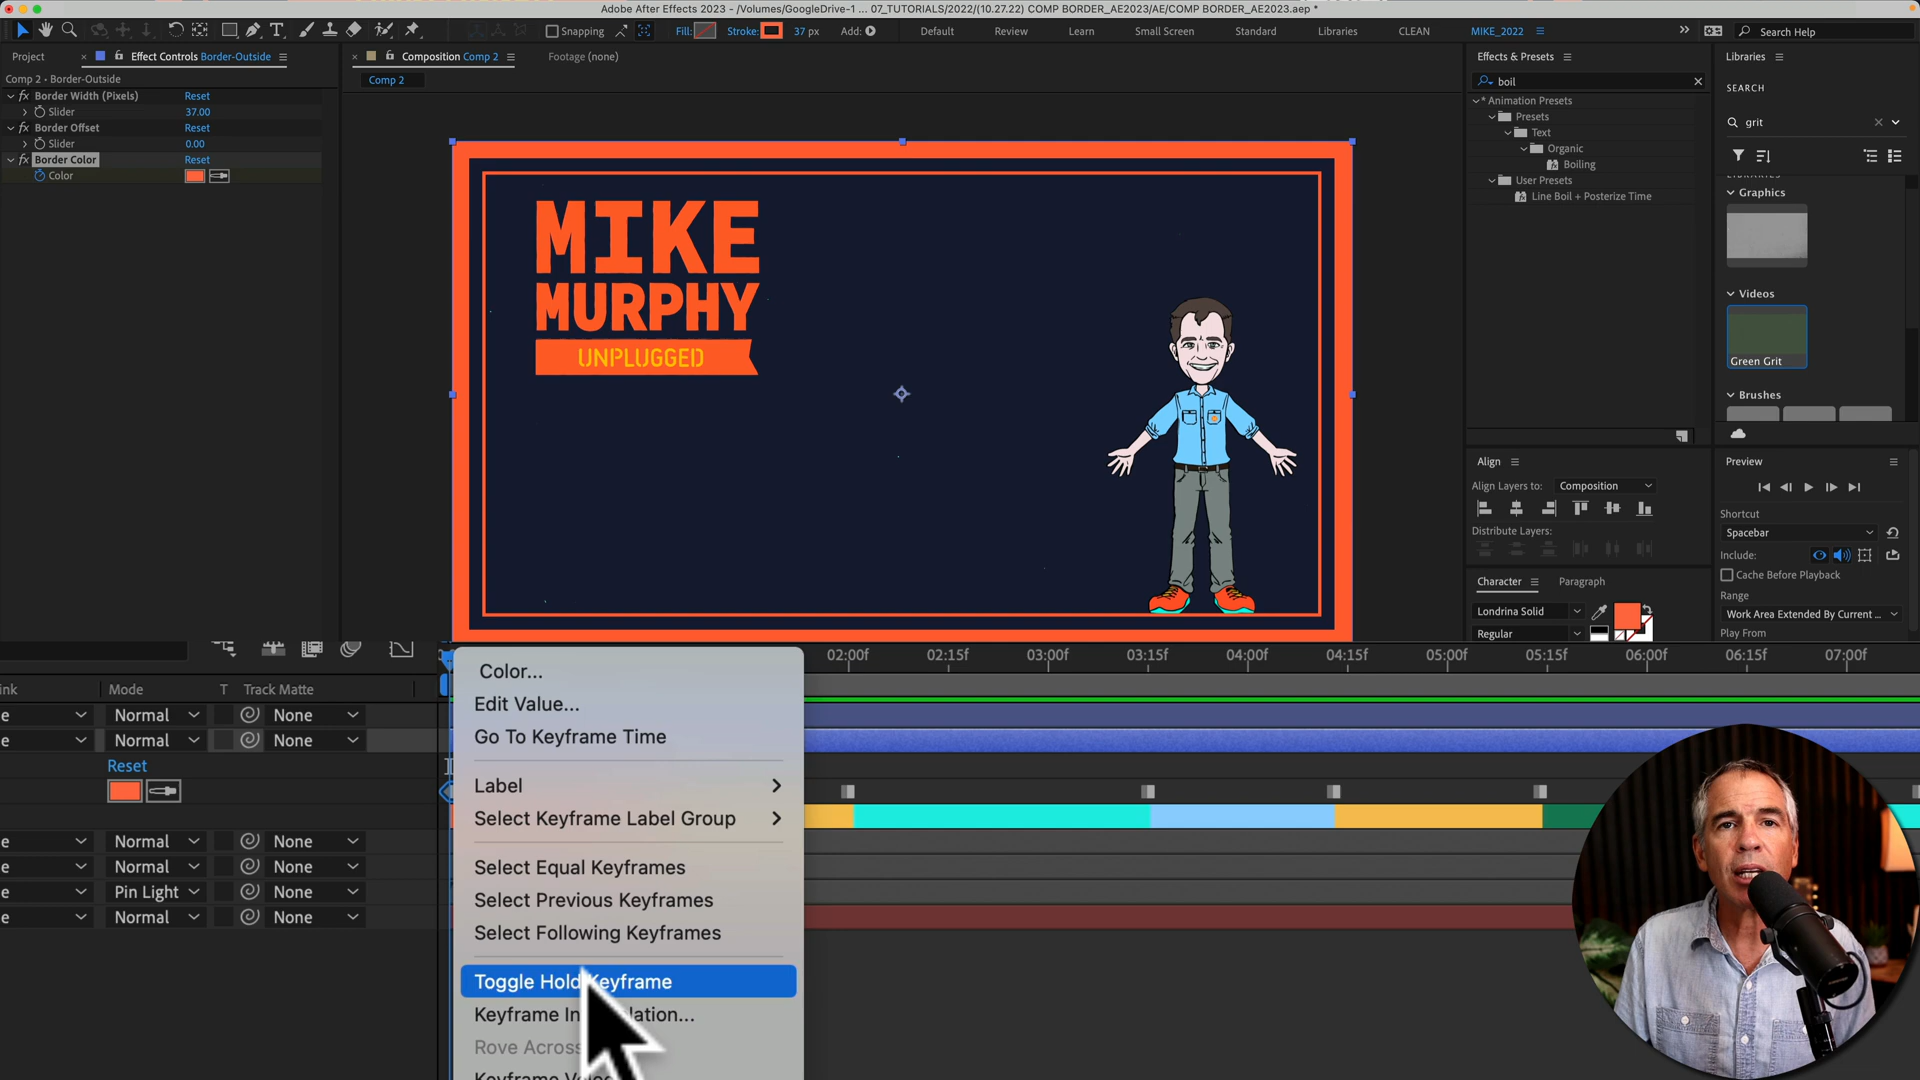 Adobe After Effects 2023 - /Volumes/GoogleDrive-1 ... 07_TUTORIALS/2022/(10.27.22) COMP BORDER_AE2023/AE/COMP BORDER_AE2023.aep *
Snapping
Fill:
Stroke:
37 px
Add:
Default
Review
Learn
Small Screen
Standard
Libraries
CLEAN
MIKE_2022
Search Help
Project
Effect Controls Border-Outside
Comp 2 • Border-Outside
fx Border Width (Pixels) Reset
Slider 37.00
fx Border Offset Reset
Slider 0.00
fx Border Color Reset
Color
Composition Comp 2
Footage (none)
Comp 2
MIKE
MURPHY
UNPLUGGED
Effects & Presets
boil
* Animation Presets
Presets
Text
Organic
Boiling
User Presets
Line Boil + Posterize Time
Libraries
SEARCH
grit
Graphics
Videos
Green Grit
Brushes
Align
Align Layers to: Composition
Distribute Layers:
Character
Paragraph
Londrina Solid
Regular
Preview
Shortcut
Spacebar
Include:
Cache Before Playback
Range
Work Area Extended By Current ...
Play From
02:00f 02:15f 03:00f 03:15f 04:00f 04:15f 05:00f 05:15f 06:00f 06:15f 07:00f
ink Mode T Track Matte
e Normal None
e Normal None
Reset
e Normal None
e Normal None
e Pin Light None
e Normal None
Color...
Edit Value...
Go To Keyframe Time
Label
Select Keyframe Label Group
Select Equal Keyframes
Select Previous Keyframes
Select Following Keyframes
Toggle Hold Keyframe
Keyframe In lation...
Rove Across